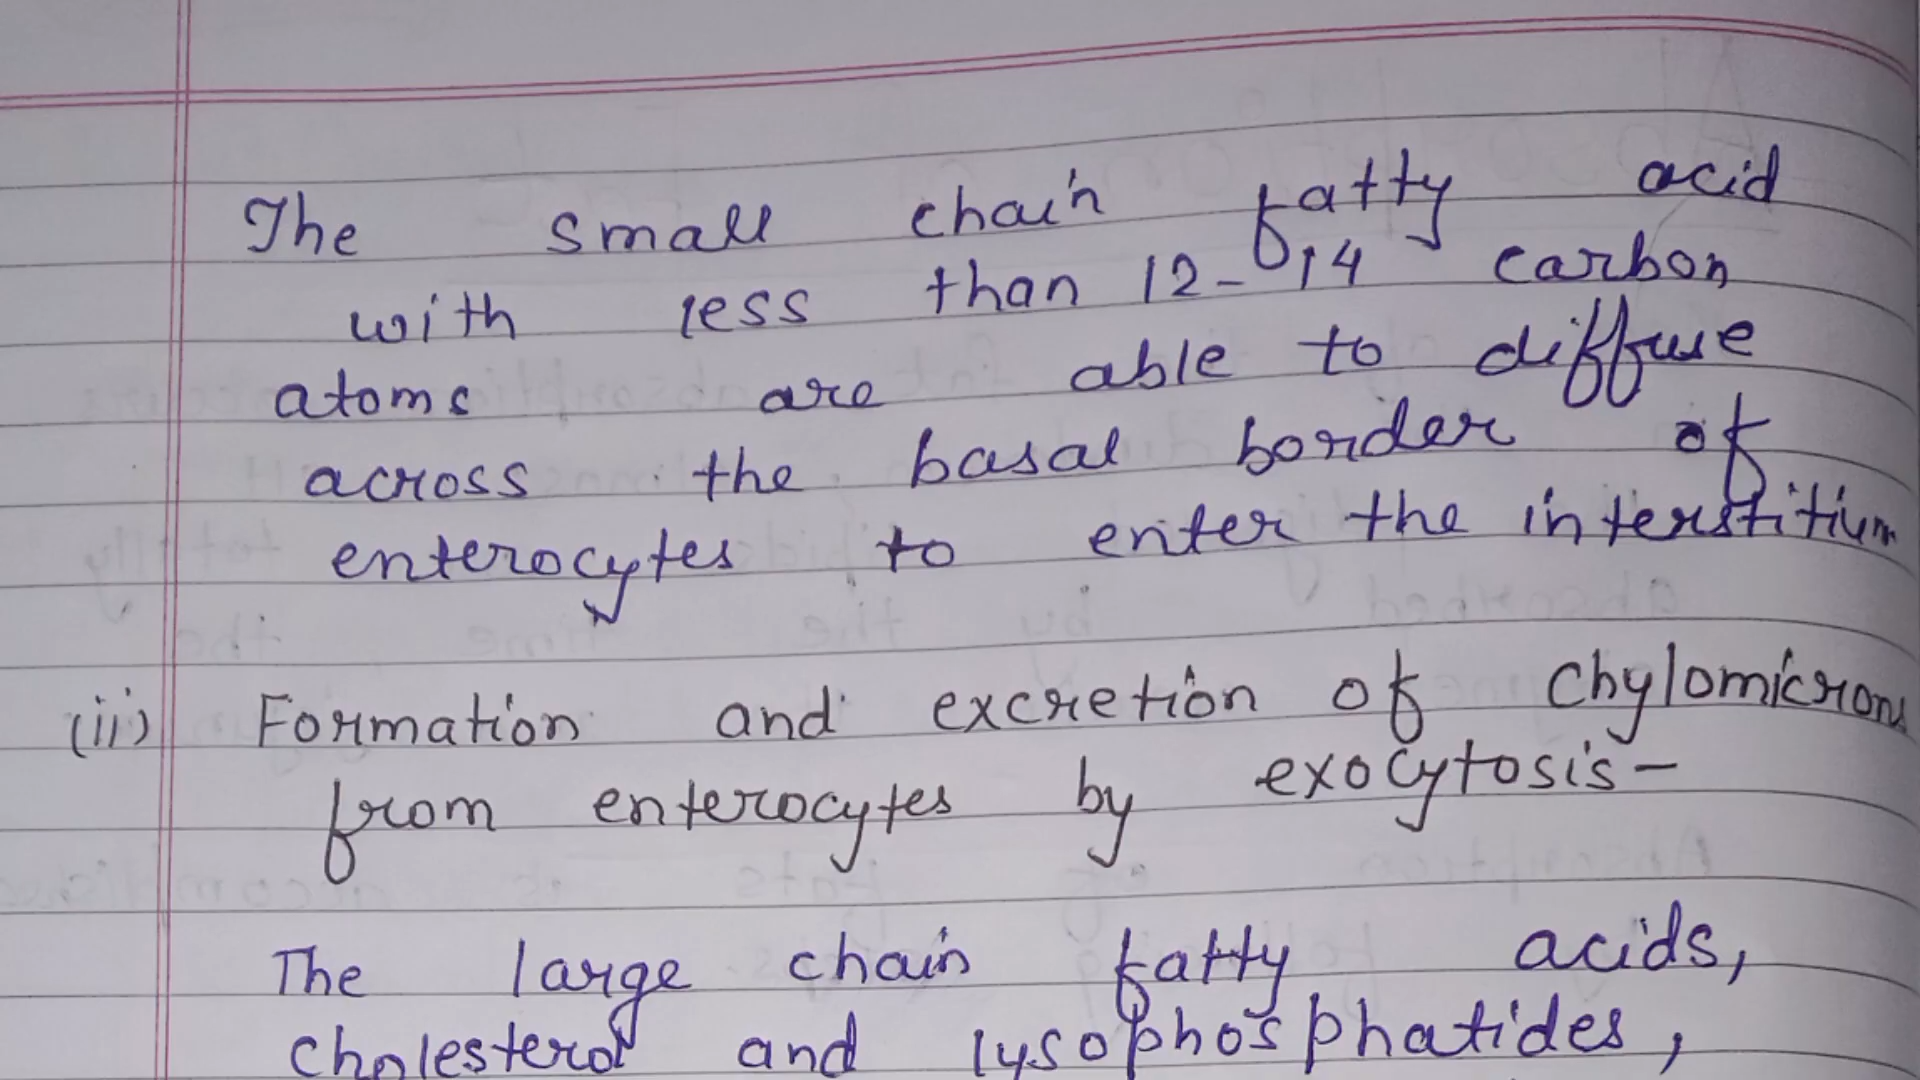 The small chain fatty acid
with less than 12-14 carbon
atoms are able to diffuse
across the basal border of
enterocytes to enter the interstitium
(ii) Formation and excretion of Chylomicrons
from enterocytes by exocytosis-
The large chain fatty acids,
cholesterol and lysophosphatides,